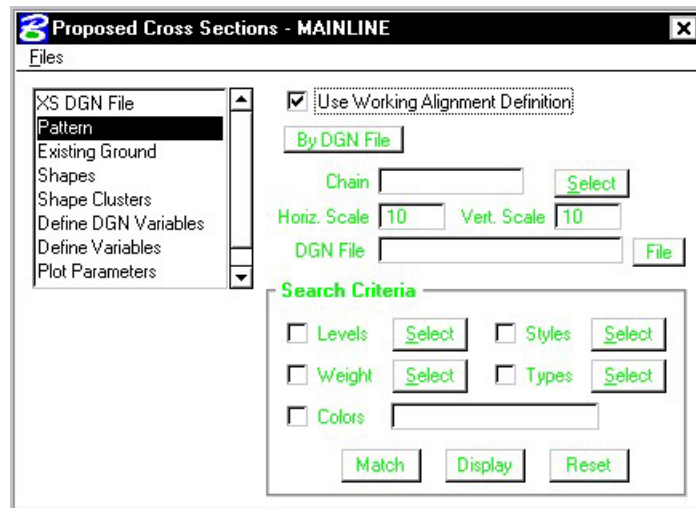 Proposed Cross Sections - MAINLINE
Files
XS DGN File
Pattern
Existing Ground
Shapes
Shape Clusters
Define DGN Variables
Define Variables
Plot Parameters
Use Working Alignment Definition
By DGN File
Chain Select
Horiz. Scale 10 Vert. Scale 10
DGN File File
Search Criteria
Levels Select Styles Select
Weight Select Types Select
Colors
Match Display Reset